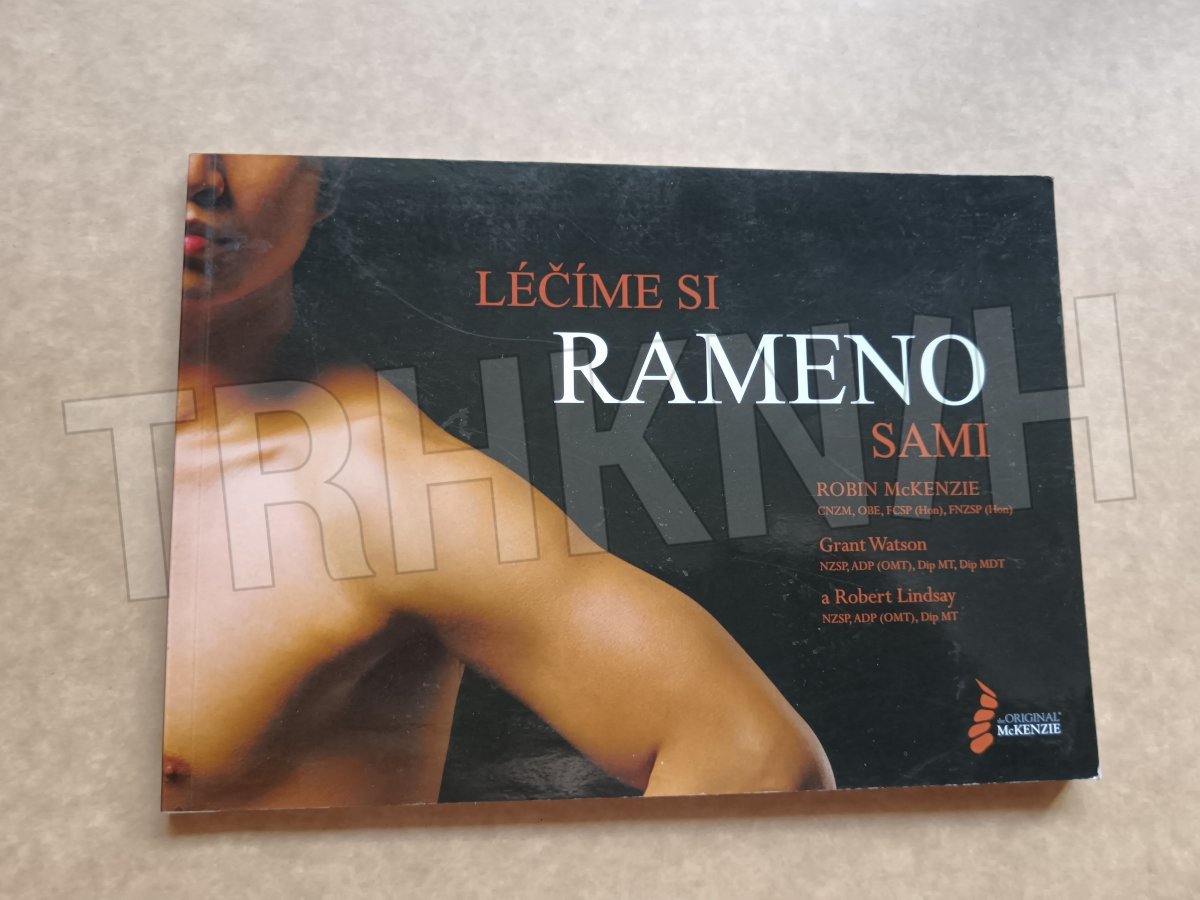 LÉČÍME SI
RAMENO
SAMI
ROBIN McKENZIE
CNZM, OBE, FCSP (Hon), FNZSP (Hon)
Grant Watson
NZSP, ADP (OMT), Dip MT, Dip MDT
a Robert Lindsay
NZSP, ADP (OMT), Dip MT
the ORIGINAL®
McKENZIE
TRHKNIH